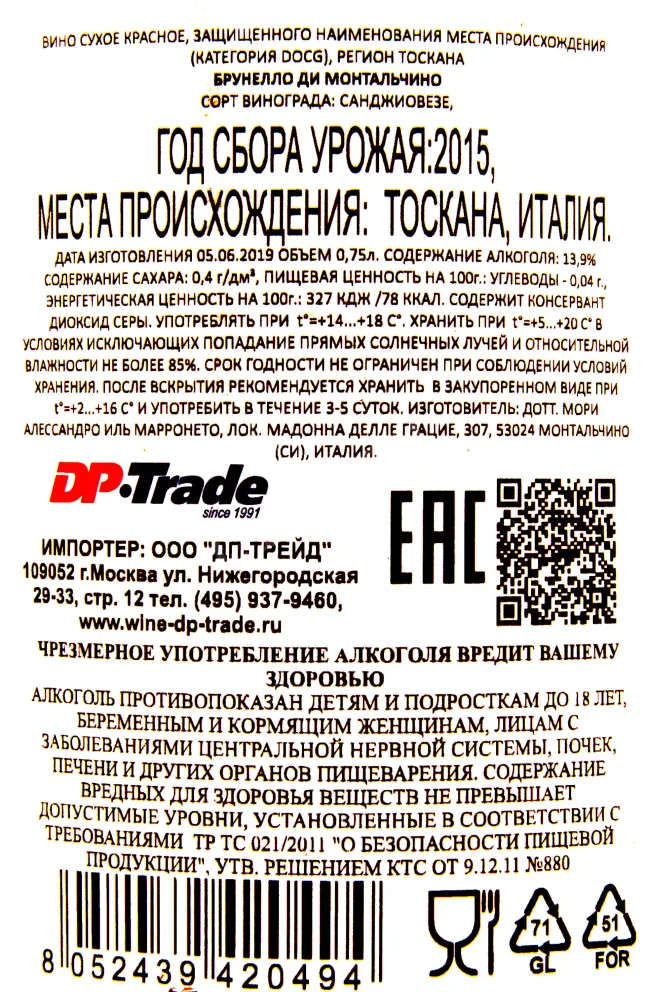 ВИНО СУХОЕ КРАСНОЕ, ЗАЩИЩЕННОГО НАИМЕНОВАНИЯ МЕСТА ПРОИСХОЖДЕНИЯ
(КАТЕГОРИЯ DOCG), РЕГИОН ТОСКАНА
БРУНЕЛЛО ДИ МОНТАЛЬЧИНО
СОРТ ВИНОГРАДА: САНДЖИОВЕЗЕ,
ГОД СБОРА УРОЖАЯ:2015,
МЕСТА ПРОИСХОЖДЕНИЯ: ТОСКАНА, ИТАЛИЯ.
ДАТА ИЗГОТОВЛЕНИЯ 05.06.2019 ОБЪЕМ 0,75л. СОДЕРЖАНИЕ АЛКОГОЛЯ: 13,9%
СОДЕРЖАНИЕ САХАРА: 0,4 г/дм³, ПИЩЕВАЯ ЦЕННОСТЬ НА 100г.: УГЛЕВОДЫ - 0,04 г.,
ЭНЕРГЕТИЧЕСКАЯ ЦЕННОСТЬ НА 100г.: 327 КДЖ /78 ККАЛ. СОДЕРЖИТ КОНСЕРВАНТ
ДИОКСИД СЕРЫ. УПОТРЕБЛЯТЬ ПРИ t°=+14...+18 С°. ХРАНИТЬ ПРИ t°=+5...+20 С° В
УСЛОВИЯХ ИСКЛЮЧАЮЩИХ ПОПАДАНИЕ ПРЯМЫХ СОЛНЕЧНЫХ ЛУЧЕЙ И ОТНОСИТЕЛЬНОЙ
ВЛАЖНОСТИ НЕ БОЛЕЕ 85%. СРОК ГОДНОСТИ НЕ ОГРАНИЧЕН ПРИ СОБЛЮДЕНИИ УСЛОВИЙ
ХРАНЕНИЯ. ПОСЛЕ ВСКРЫТИЯ РЕКОМЕНДУЕТСЯ ХРАНИТЬ В ЗАКУПОРЕННОМ ВИДЕ ПРИ
t°=+2...+16 С° И УПОТРЕБИТЬ В ТЕЧЕНИЕ 3-5 СУТОК. ИЗГОТОВИТЕЛЬ: ДОТТ. МОРИ
АЛЕССАНДРО ИЛЬ МАРРОНЕТО, ЛОК. МАДОННА ДЕЛЛЕ ГРАЦИЕ, 307, 53024 МОНТАЛЬЧИНО
(СИ), ИТАЛИЯ.
DP·Trade
since 1991
ЕАС
ИМПОРТЕР: ООО "ДП-ТРЕЙД"
109052 г.Москва ул. Нижегородская
29-33, стр. 12 тел. (495) 937-9460,
www.wine-dp-trade.ru
ЧРЕЗМЕРНОЕ УПОТРЕБЛЕНИЕ АЛКОГОЛЯ ВРЕДИТ ВАШЕМУ
ЗДОРОВЬЮ
АЛКОГОЛЬ ПРОТИВОПОКАЗАН ДЕТЯМ И ПОДРОСТКАМ ДО 18 ЛЕТ,
БЕРЕМЕННЫМ И КОРМЯЩИМ ЖЕНЩИНАМ, ЛИЦАМ С
ЗАБОЛЕВАНИЯМИ ЦЕНТРАЛЬНОЙ НЕРВНОЙ СИСТЕМЫ, ПОЧЕК,
ПЕЧЕНИ И ДРУГИХ ОРГАНОВ ПИЩЕВАРЕНИЯ. СОДЕРЖАНИЕ
ВРЕДНЫХ ДЛЯ ЗДОРОВЬЯ ВЕЩЕСТВ НЕ ПРЕВЫШАЕТ
ДОПУСТИМЫЕ УРОВНИ, УСТАНОВЛЕННЫЕ В СООТВЕТСТВИИ С
ТРЕБОВАНИЯМИ ТР ТС 021/2011 "О БЕЗОПАСНОСТИ ПИЩЕВОЙ
ПРОДУКЦИИ", УТВ. РЕШЕНИЕМ КТС ОТ 9.12.11 №880
8 052439 420494
71
GL
51
FOR